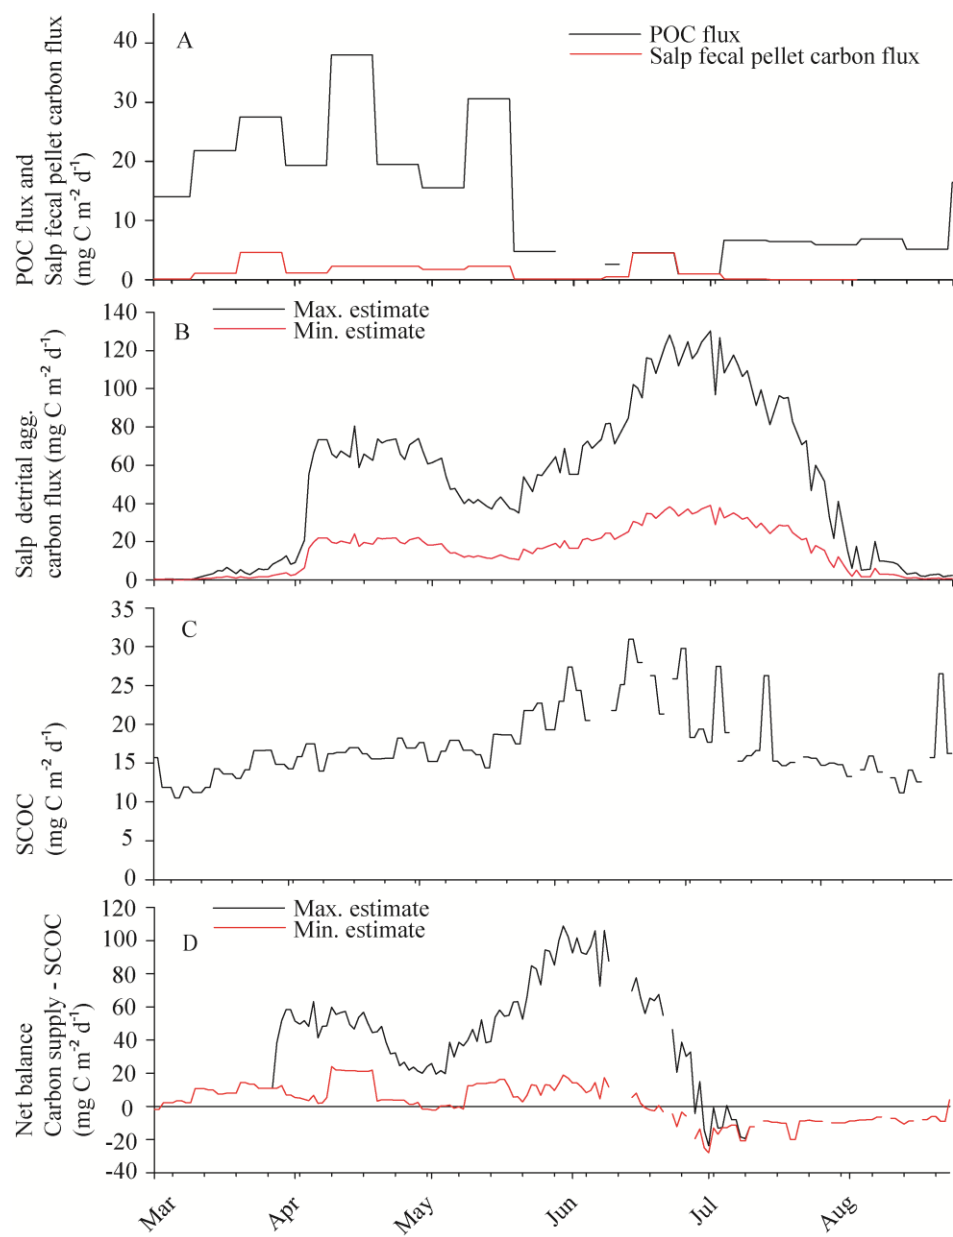 A
POC flux
Salp fecal pellet carbon flux
POC flux and
Salp fecal pellet carbon flux
(mg C m⁻² d⁻¹)
40
30
20
10
0
B
Max. estimate
Min. estimate
Salp detrital agg.
carbon flux (mg C m⁻² d⁻¹)
140
120
100
80
60
40
20
0
C
SCOC
(mg C m⁻² d⁻¹)
35
30
25
20
15
10
5
0
D
Max. estimate
Min. estimate
Net balance
Carbon supply - SCOC
(mg C m⁻² d⁻¹)
120
100
80
60
40
20
0
-20
-40
Mar Apr May Jun Jul Aug